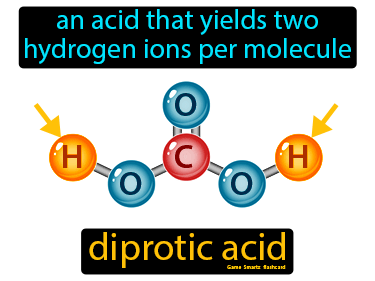 an acid that yields two
hydrogen ions per molecule
O
H C H
O O
diprotic acid
Game Smartz flashcard